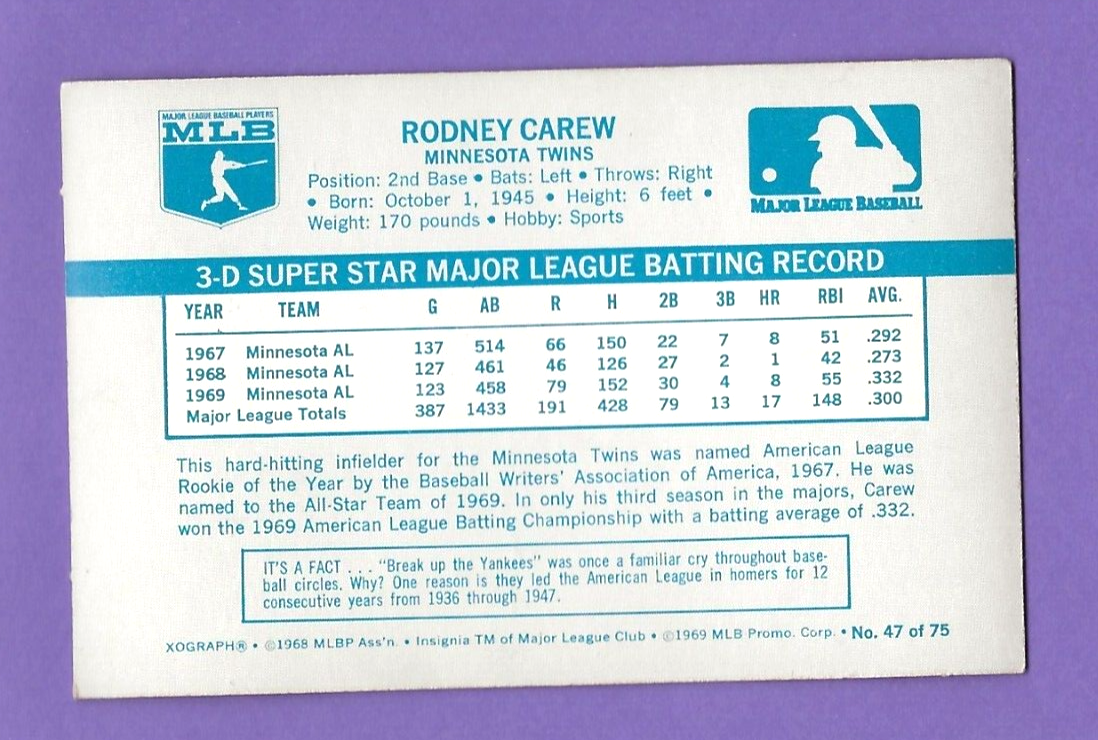 MAJOR LEAGUE BASEBALL PLAYERS
MLB
RODNEY CAREW
MINNESOTA TWINS
Position: 2nd Base • Bats: Left • Throws: Right
• Born: October 1, 1945 • Height: 6 feet •
Weight: 170 pounds • Hobby: Sports
MAJOR LEAGUE BASEBALL
3-D SUPER STAR MAJOR LEAGUE BATTING RECORD
YEAR TEAM G AB R H 2B 3B HR RBI AVG.
1967 Minnesota AL 137 514 66 150 22 7 8 51 .292
1968 Minnesota AL 127 461 46 126 27 2 1 42 .273
1969 Minnesota AL 123 458 79 152 30 4 8 55 .332
Major League Totals 387 1433 191 428 79 13 17 148 .300
This hard-hitting infielder for the Minnesota Twins was named American League
Rookie of the Year by the Baseball Writers' Association of America, 1967. He was
named to the All-Star Team of 1969. In only his third season in the majors, Carew
won the 1969 American League Batting Championship with a batting average of .332.
IT'S A FACT . . . "Break up the Yankees" was once a familiar cry throughout base-
ball circles. Why? One reason is they led the American League in homers for 12
consecutive years from 1936 through 1947.
XOGRAPH® • ©1968 MLBP Ass'n. • Insignia TM of Major League Club • ©1969 MLB Promo. Corp. • No. 47 of 75